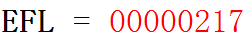 EFL = 00000217